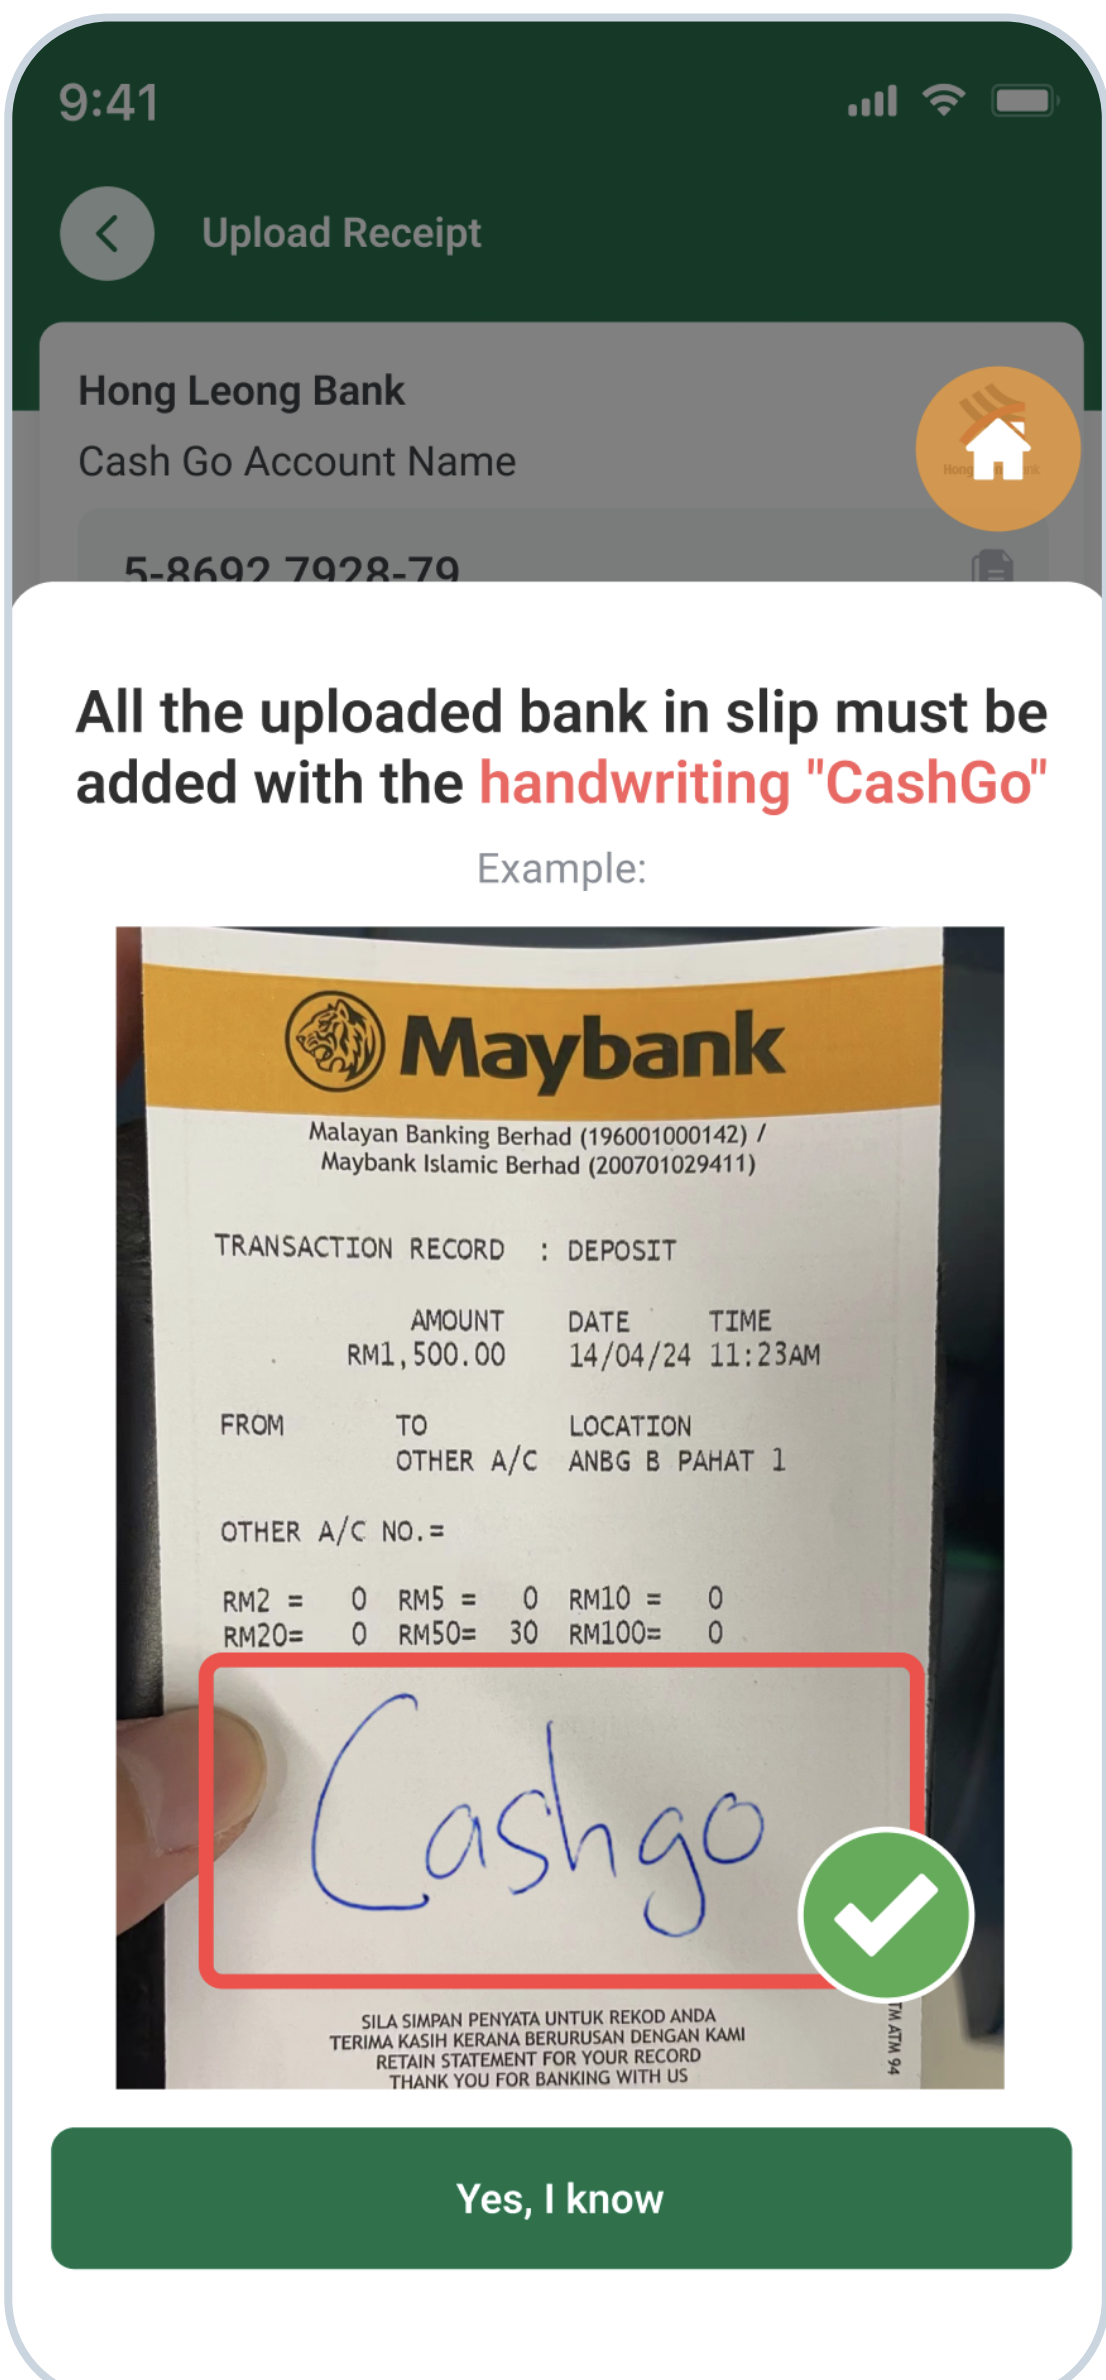 9:41
Upload Receipt
Hong Leong Bank
Cash Go Account Name
5-8692 7928-79
All the uploaded bank in slip must be
added with the handwriting "CashGo"
Example:
Maybank
Malayan Banking Berhad (196001000142) /
Maybank Islamic Berhad (200701029411)
TRANSACTION RECORD : DEPOSIT
AMOUNT DATE TIME
RM1,500.00 14/04/24 11:23AM
FROM TO LOCATION
OTHER A/C ANBG B PAHAT 1
OTHER A/C NO.=
RM2 = 0 RM5 = 0 RM10 = 0
RM20= 0 RM50= 30 RM100= 0
Cashgo
SILA SIMPAN PENYATA UNTUK REKOD ANDA
TERIMA KASIH KERANA BERURUSAN DENGAN KAMI
RETAIN STATEMENT FOR YOUR RECORD
THANK YOU FOR BANKING WITH US
TM ATM 94
Yes, I know